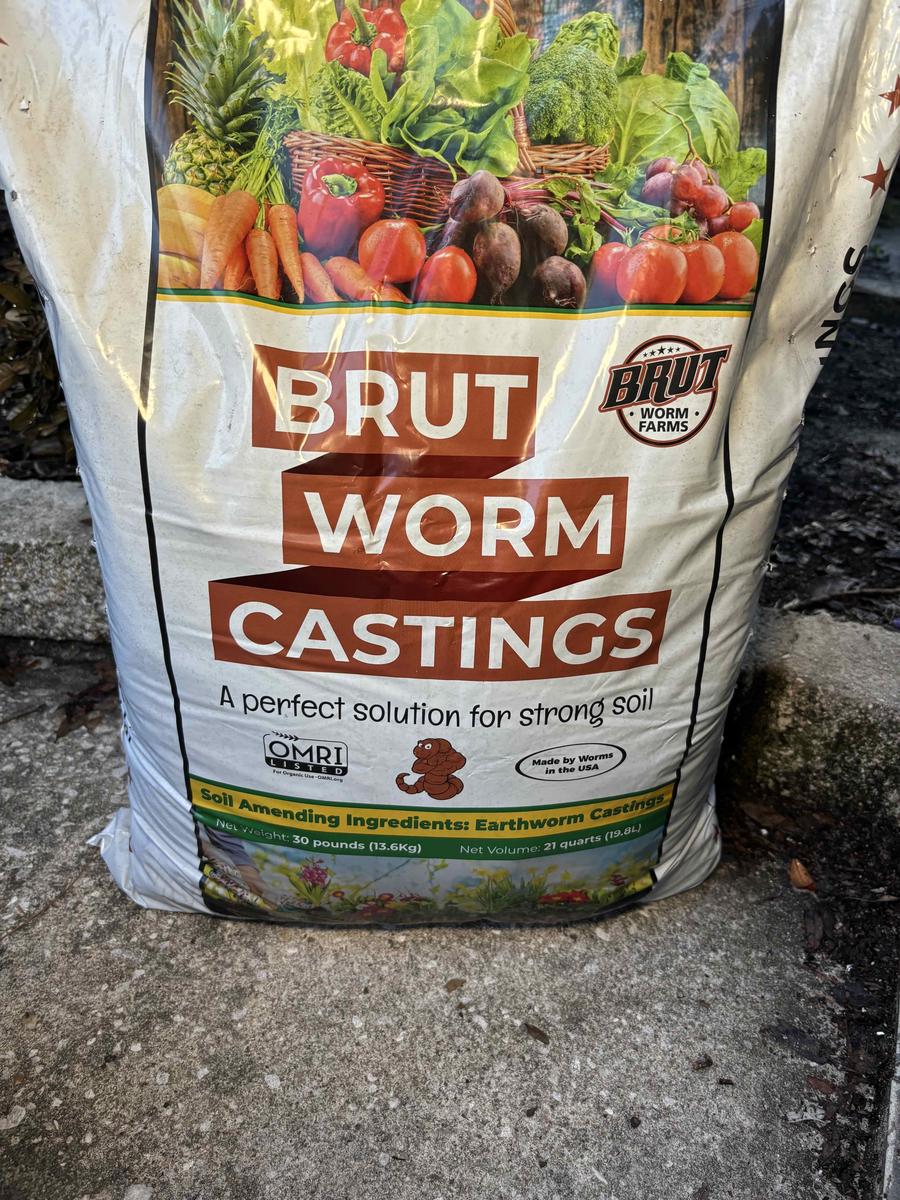 BRUT
BRUT
• WORM •
FARMS
WORM
CASTINGS
A perfect solution for strong soil
OMRI
LISTED
For Organic Use - OMRI.org
Made by Worms
in the USA
Soil Amending Ingredients: Earthworm Castings
Net Weight: 30 pounds (13.6Kg)
Net Volume: 21 quarts (19.8L)
INGS